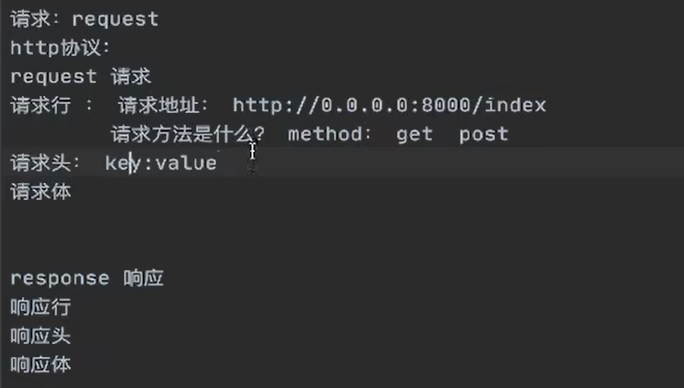 请求：request
http协议：
request 请求
请求行 ： 请求地址： http://0.0.0.0:8000/index
请求方法是什么？ method： get post
请求头： key:value
请求体
response 响应
响应行
响应头
响应体